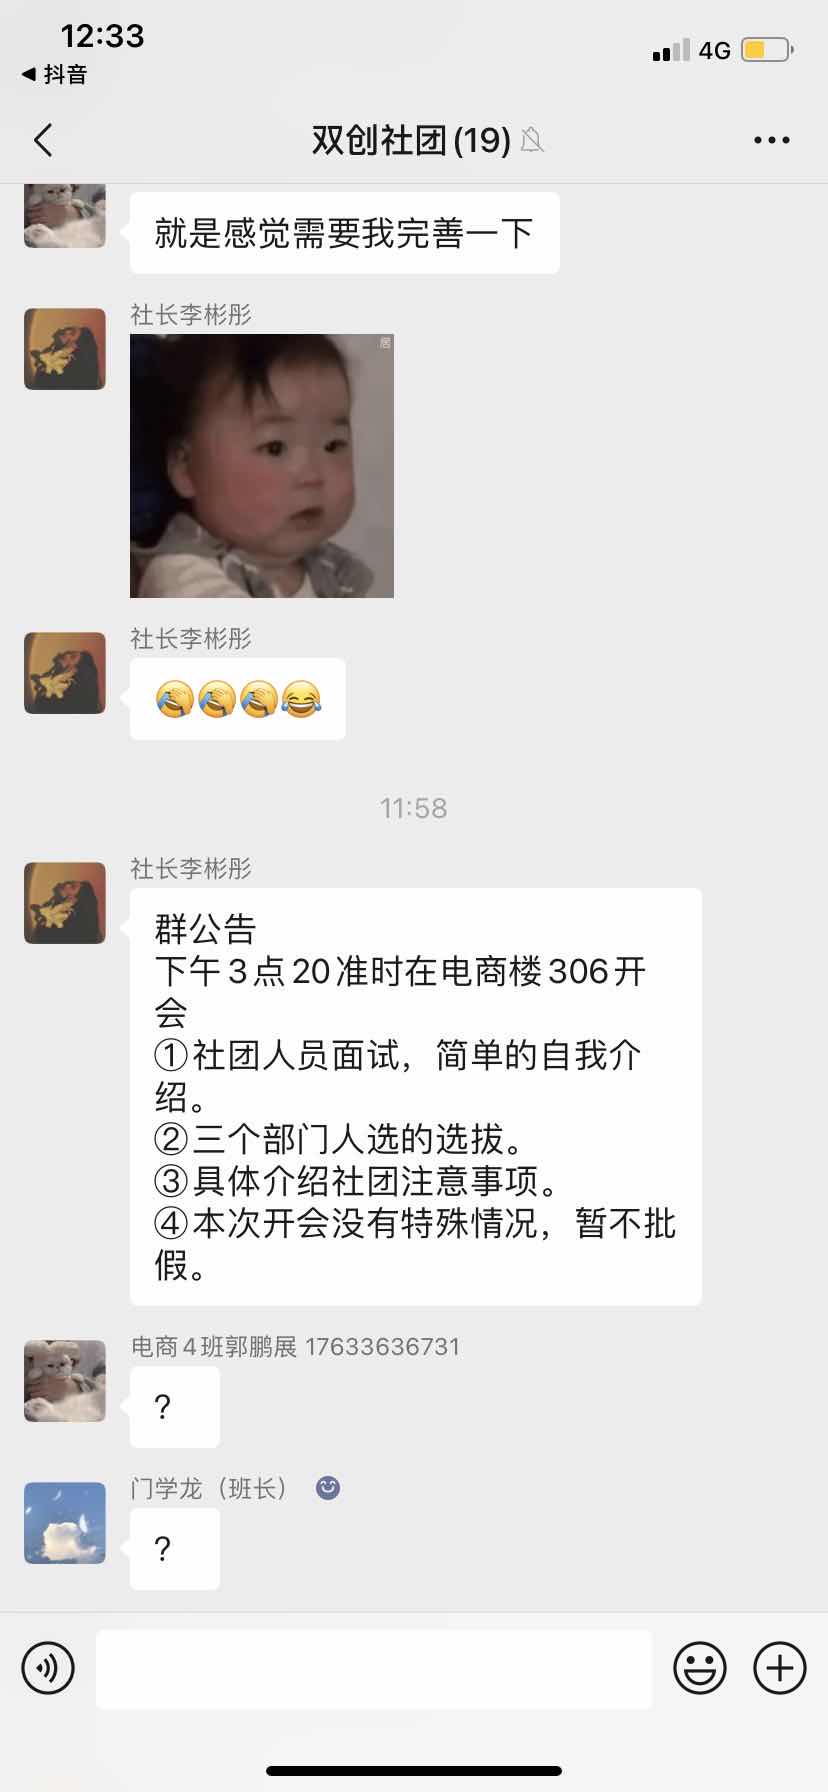 12:33
4G
抖音
双创社团(19)
就是感觉需要我完善一下
社长李彬彤
居
社长李彬彤
11:58
社长李彬彤
群公告
下午3点20准时在电商楼306开
会
①社团人员面试，简单的自我介
绍。
②三个部门人选的选拔。
③具体介绍社团注意事项。
④本次开会没有特殊情况，暂不批
假。
电商4班郭鹏展 17633636731
?
门学龙（班长）
?